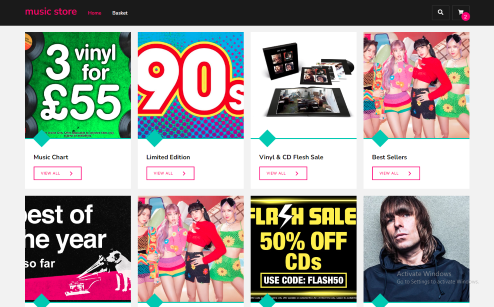 music store
Home
Basket
2
3 vinyl
for
£55
90s
Music Chart
VIEW ALL
Limited Edition
VIEW ALL
Vinyl & CD Flesh Sale
VIEW ALL
Best Sellers
VIEW ALL
best of
the year
so far
FLASH SALE
50% OFF
CDs
USE CODE: FLASH50
Activate Windows
Go to Settings to Activate Windows